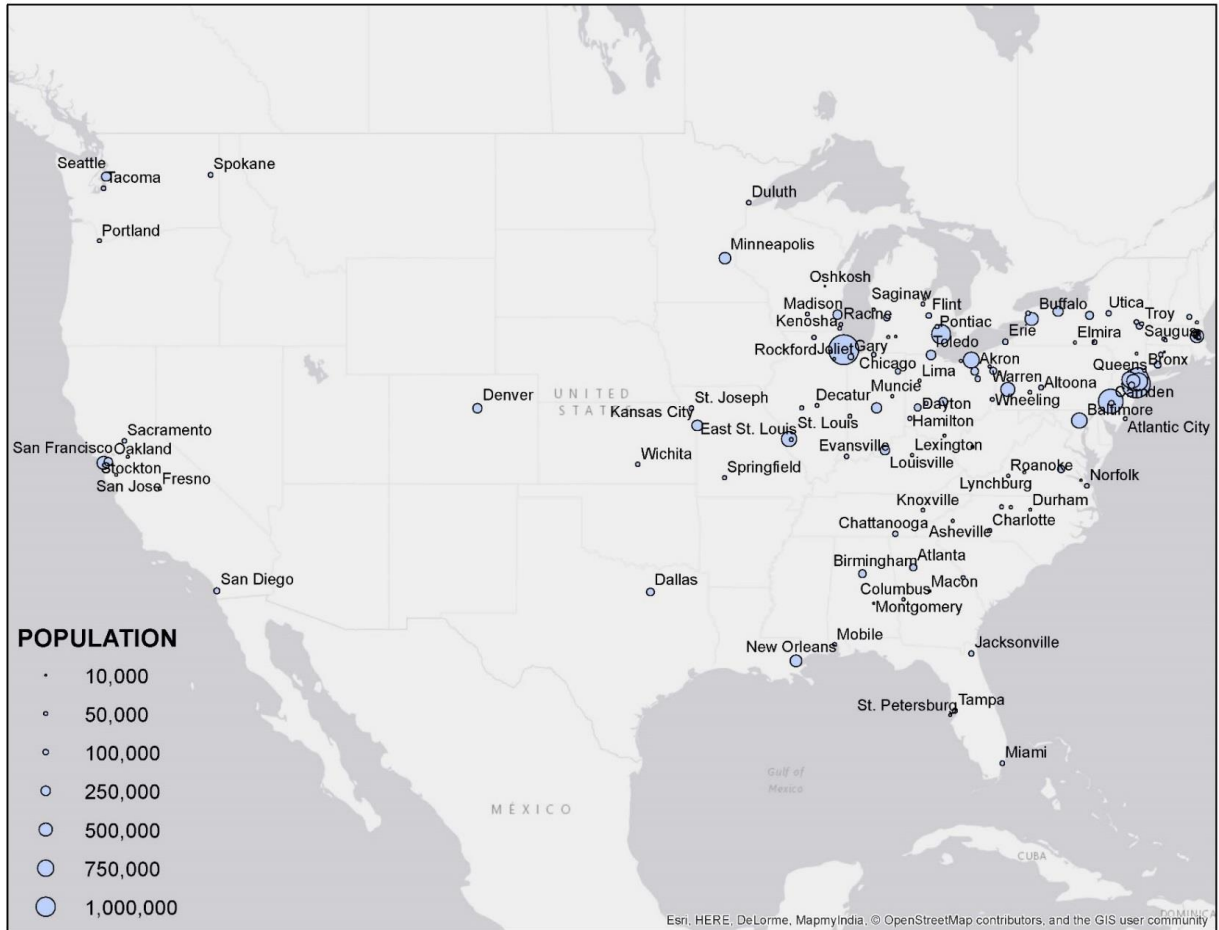 Seattle
Tacoma
Spokane
Portland
Duluth
Minneapolis
Oshkosh
Madison
Racine
Kenosha
Saginaw
Flint
Pontiac
Buffalo
Utica
Troy
Erie
Elmira
Saugus
Rockford
Joliet
Gary
Chicago
Toledo
Akron
Queens
Bronx
Lima
Warren
Altoona
Camden
Muncie
Wheeling
Denver
UNITED
STAT
St. Joseph
Kansas City
Decatur
Dayton
Baltimore
East St. Louis
St. Louis
Hamilton
Atlantic City
Sacramento
San Francisco
Oakland
Stockton
San Jose
Fresno
Wichita
Springfield
Evansville
Lexington
Louisville
Roanoke
Lynchburg
Norfolk
Knoxville
Durham
Chattanooga
Charlotte
Asheville
San Diego
Dallas
Birmingham
Atlanta
Columbus
Macon
Montgomery
New Orleans
Mobile
Jacksonville
St. Petersburg
Tampa
Miami
Gulf of
Mexico
MÉXICO
CUBA
POPULATION
10,000
50,000
100,000
250,000
500,000
750,000
1,000,000
DOMINICA
Esri, HERE, DeLorme, MapmyIndia, © OpenStreetMap contributors, and the GIS user community